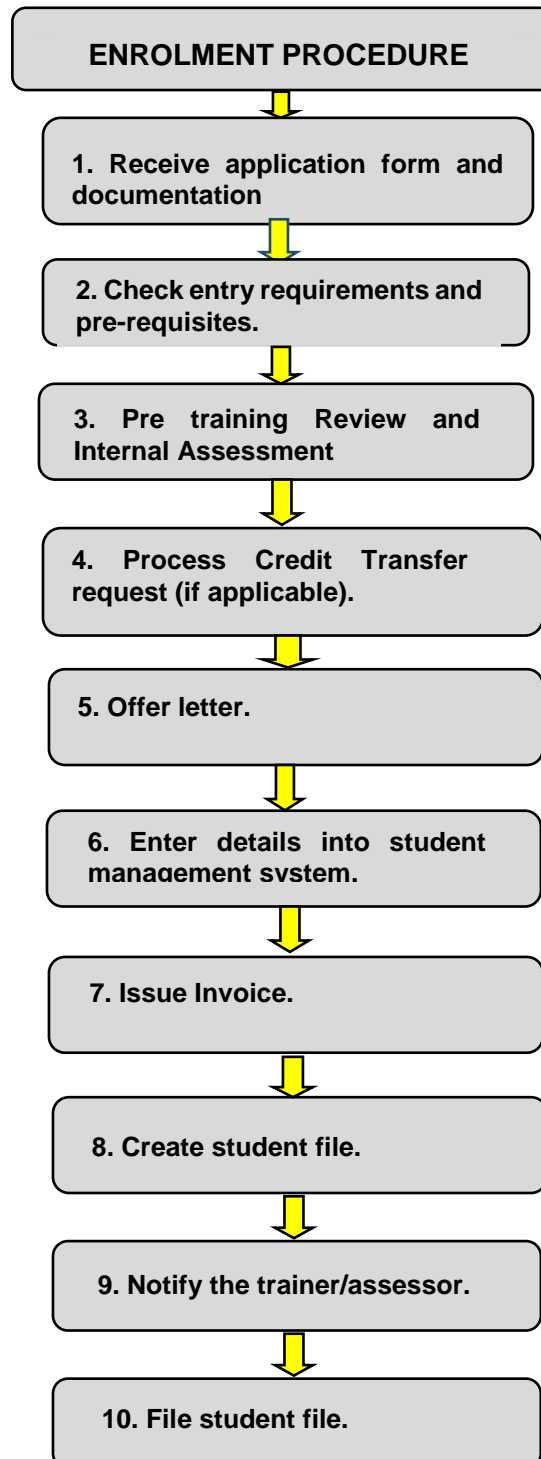 ENROLMENT PROCEDURE
1. Receive application form and
documentation
2. Check entry requirements and
pre-requisites.
3. Pre training Review and
Internal Assessment
4. Process Credit Transfer
request (if applicable).
5. Offer letter.
6. Enter details into student
management system.
7. Issue Invoice.
8. Create student file.
9. Notify the trainer/assessor.
10. File student file.